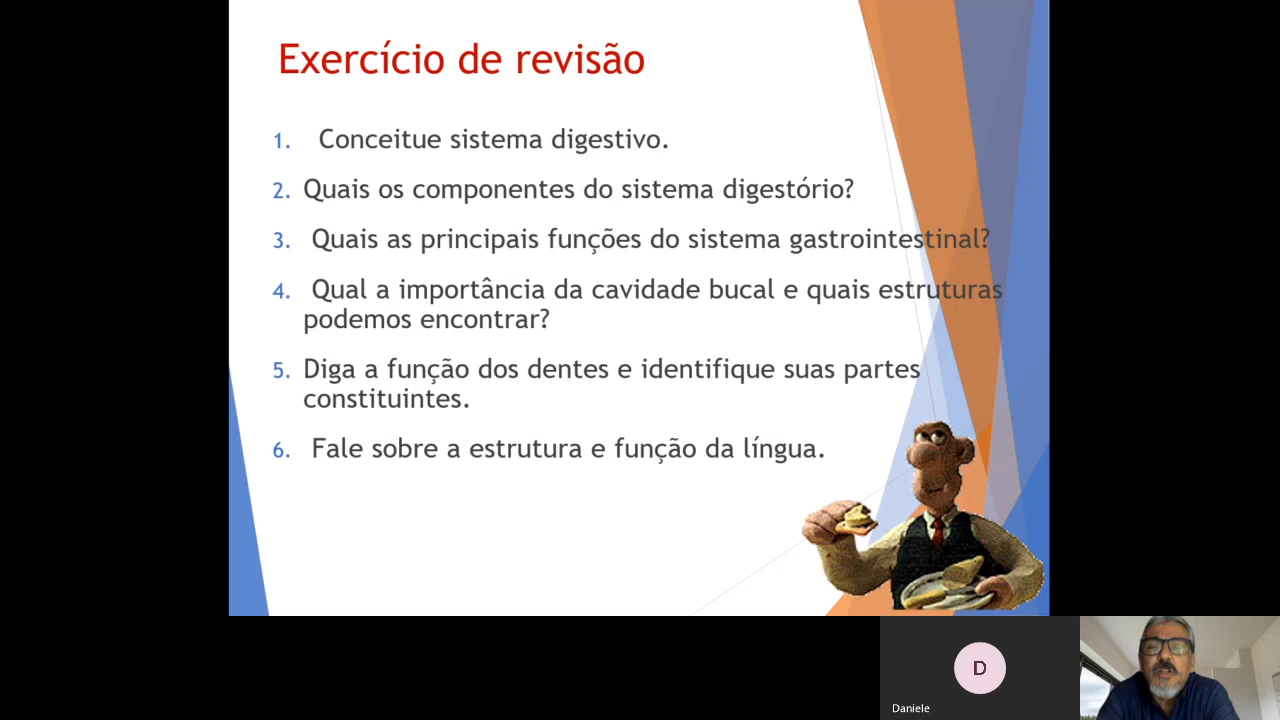 Exercício de revisão
1. Conceitue sistema digestivo.
2. Quais os componentes do sistema digestório?
3. Quais as principais funções do sistema gastrointestinal?
4. Qual a importância da cavidade bucal e quais estruturas
podemos encontrar?
5. Diga a função dos dentes e identifique suas partes
constituintes.
6. Fale sobre a estrutura e função da língua.
D
Daniele